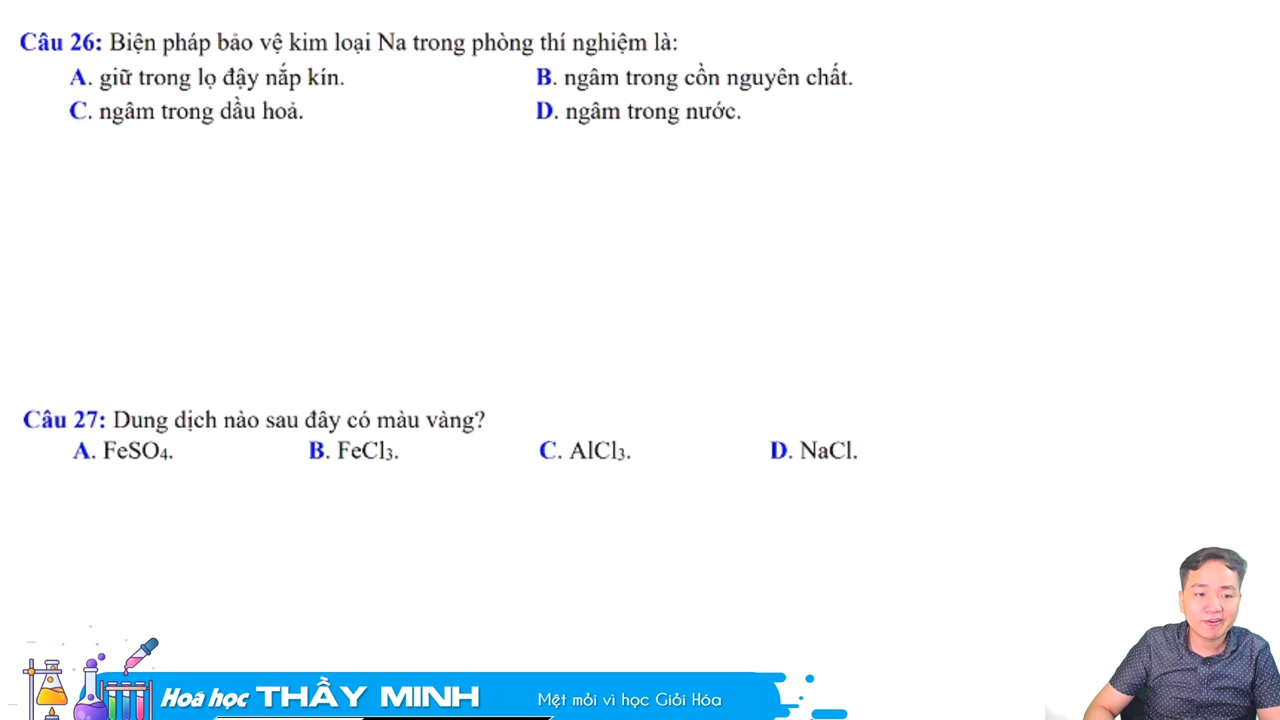 Câu 26: Biện pháp bảo vệ kim loại Na trong phòng thí nghiệm là:
A. giữ trong lọ đậy nắp kín. B. ngâm trong cồn nguyên chất.
C. ngâm trong dầu hoả. D. ngâm trong nước.
Câu 27: Dung dịch nào sau đây có màu vàng?
A. FeSO₄. B. FeCl₃. C. AlCl₃. D. NaCl.
Hoá học THẦY MINH Mệt mỏi vì học Giỏi Hóa